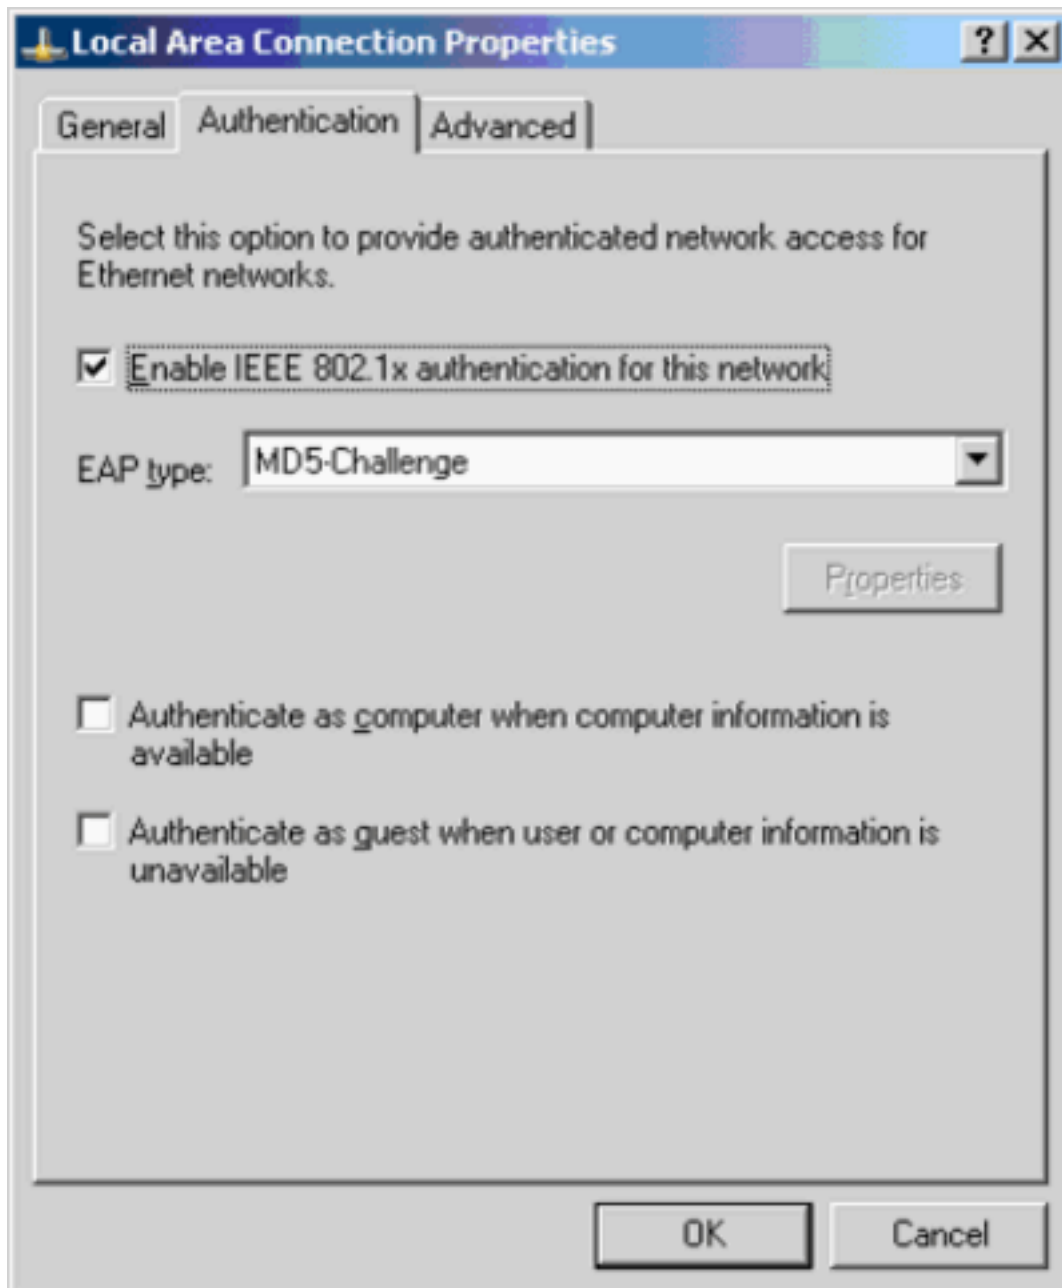 Local Area Connection Properties
General Authentication Advanced
Select this option to provide authenticated network access for
Ethernet networks.
Enable IEEE 802.1x authentication for this network
EAP type: MD5-Challenge
Properties
Authenticate as computer when computer information is
available
Authenticate as guest when user or computer information is
unavailable
OK Cancel